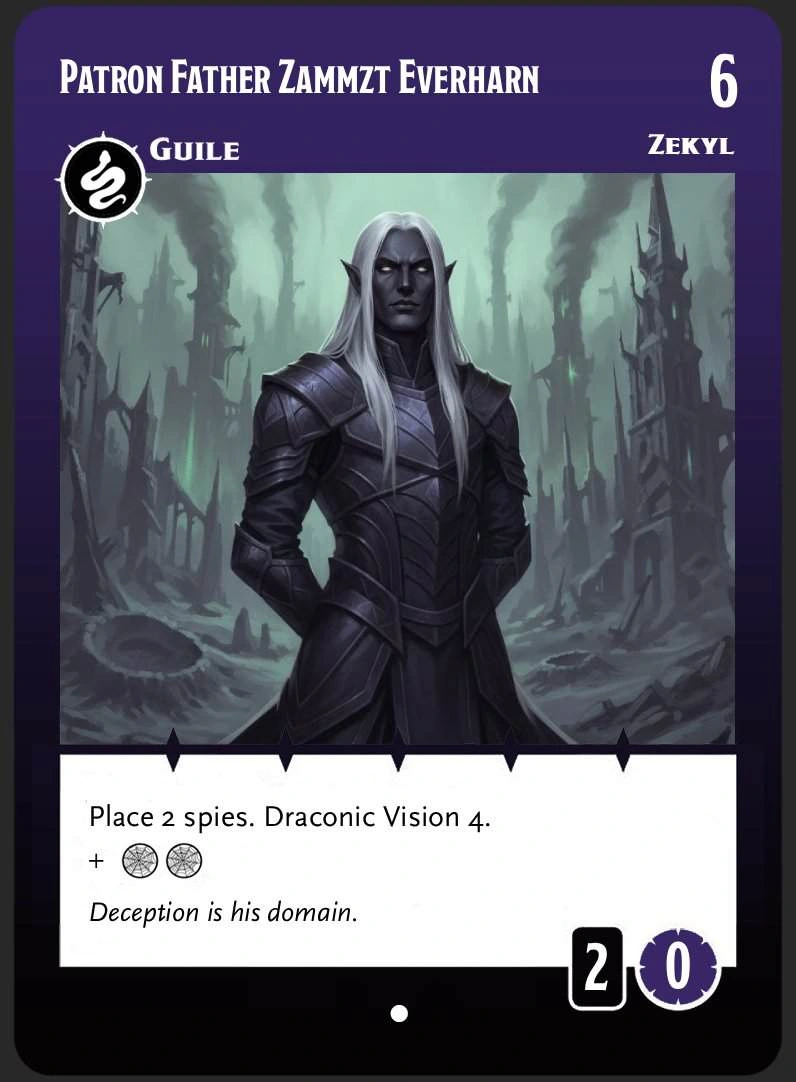 Patron Father Zammzt Everharn 6
Guile Zekyl
Place 2 spies. Draconic Vision 4.
+
Deception is his domain.
2 0